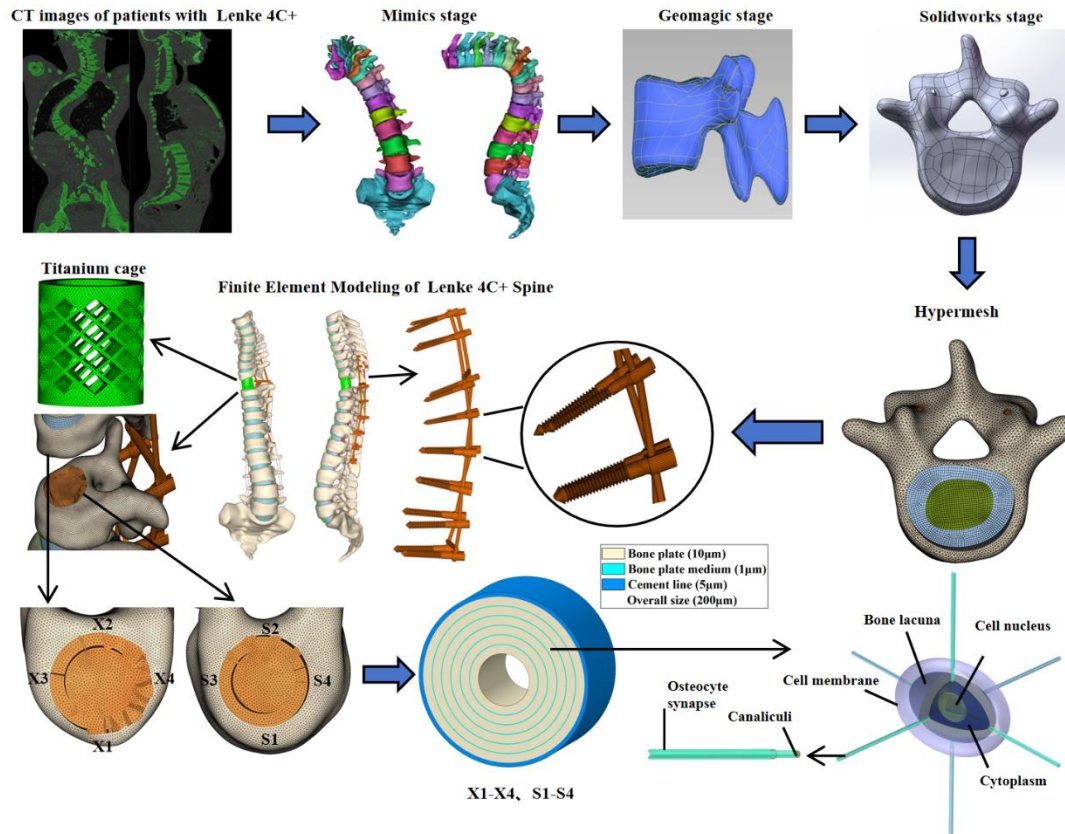 CT images of patients with Lenke 4C+
Mimics stage
Geomagic stage
Solidworks stage
Titanium cage
Finite Element Modeling of Lenke 4C+ Spine
Hypermesh
Bone plate (10μm)
Bone plate medium (1μm)
Cement line (5μm)
Overall size (200μm)
X2
X3
X4
X1
S2
S3
S4
S1
Bone lacuna
Cell nucleus
Cell membrane
Osteocyte
synapse
Canaliculi
Cytoplasm
X1-X4、S1-S4